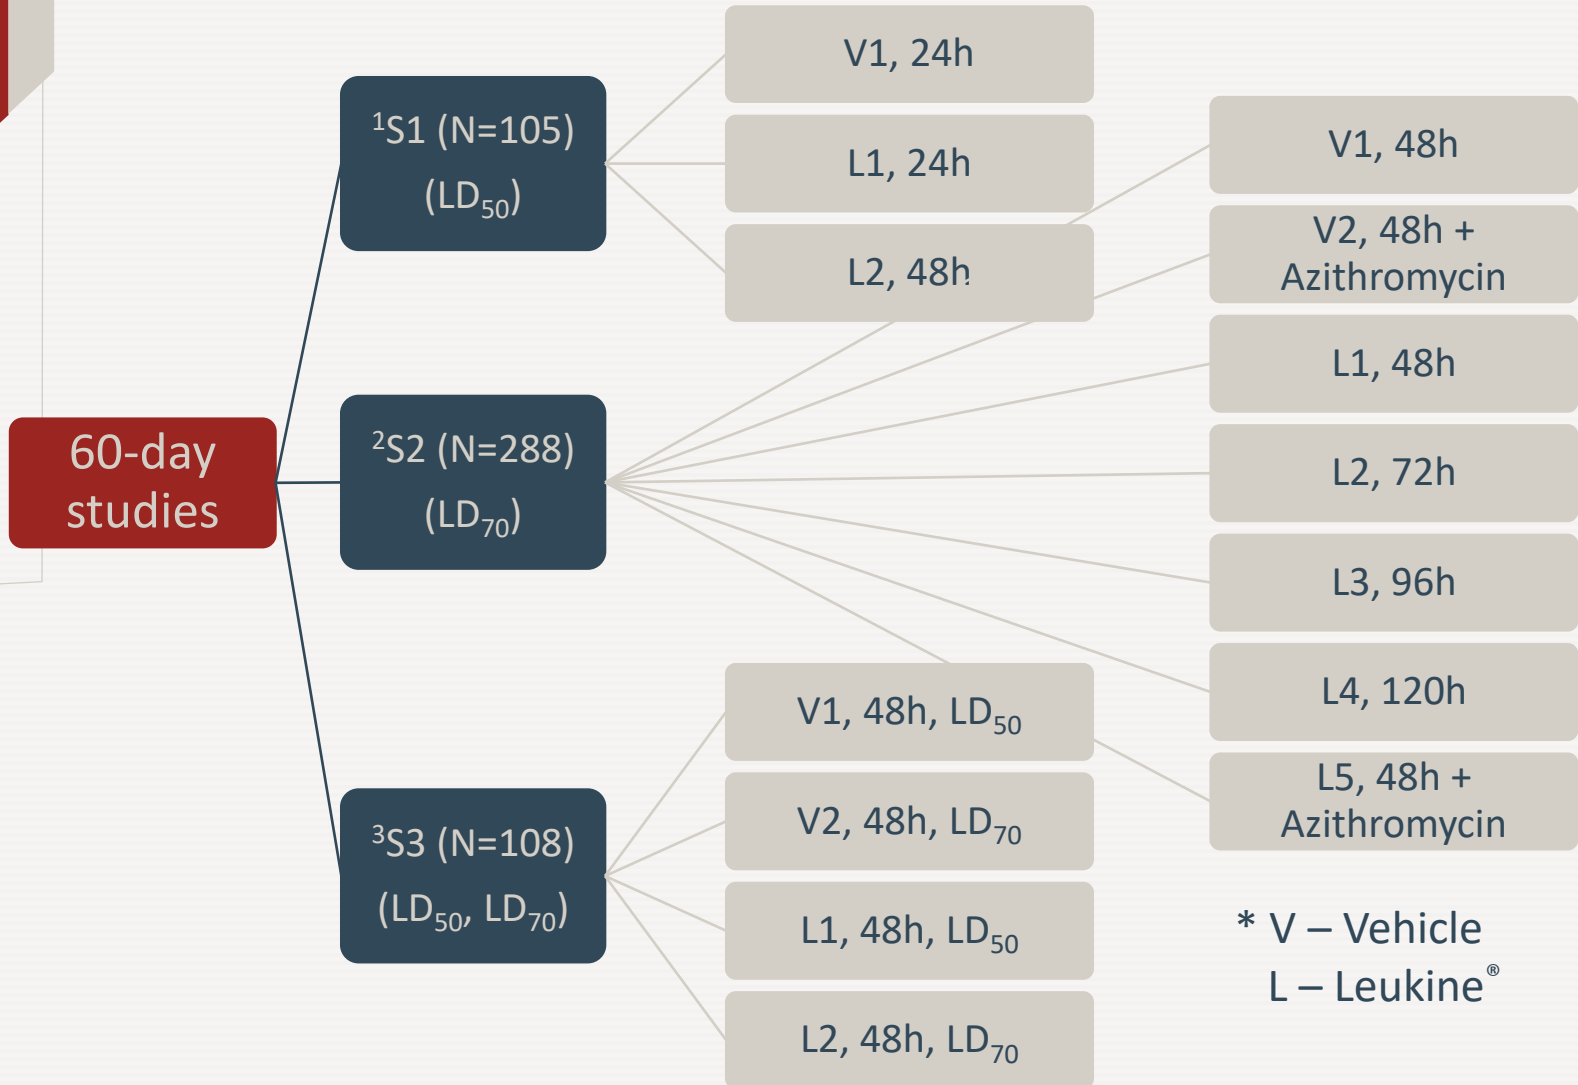 60-day
studies
¹S1 (N=105)
(LD₅₀)
V1, 24h
L1, 24h
L2, 48h
²S2 (N=288)
(LD₇₀)
V1, 48h
V2, 48h +
Azithromycin
L1, 48h
L2, 72h
L3, 96h
L4, 120h
L5, 48h +
Azithromycin
³S3 (N=108)
(LD₅₀, LD₇₀)
V1, 48h, LD₅₀
V2, 48h, LD₇₀
L1, 48h, LD₅₀
L2, 48h, LD₇₀
* V – Vehicle
L – Leukine®